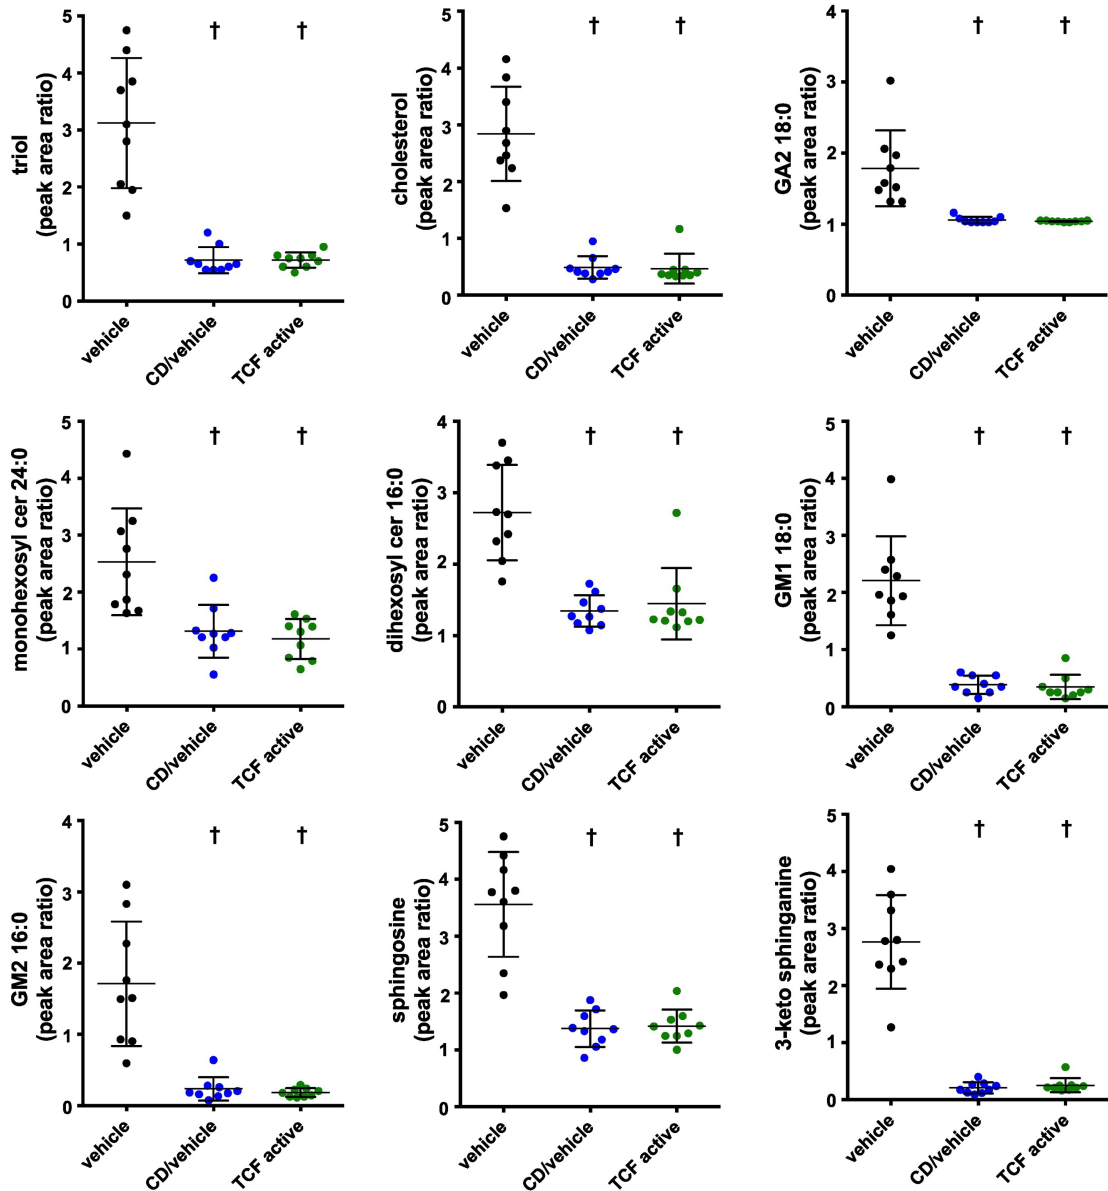 triol
(peak area ratio)
5
4
3
2
1
0
†
†
vehicle
CD/vehicle
TCF active
cholesterol
(peak area ratio)
5
4
3
2
1
0
†
†
vehicle
CD/vehicle
TCF active
GA2 18:0
(peak area ratio)
4
3
2
1
0
†
†
vehicle
CD/vehicle
TCF active
monohexosyl cer 24:0
(peak area ratio)
5
4
3
2
1
0
†
†
vehicle
CD/vehicle
TCF active
dihexosyl cer 16:0
(peak area ratio)
4
3
2
1
0
†
†
vehicle
CD/vehicle
TCF active
GM1 18:0
(peak area ratio)
5
4
3
2
1
0
†
†
vehicle
CD/vehicle
TCF active
GM2 16:0
(peak area ratio)
4
3
2
1
0
†
†
vehicle
CD/vehicle
TCF active
sphingosine
(peak area ratio)
5
4
3
2
1
0
†
†
vehicle
CD/vehicle
TCF active
3-keto sphinganine
(peak area ratio)
5
4
3
2
1
0
†
†
vehicle
CD/vehicle
TCF active